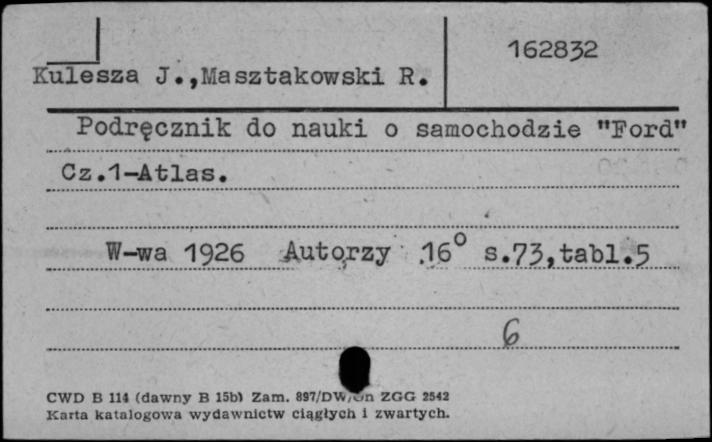 162832
Kulesza J.,Masztakowski R.
Podręcznik do nauki o samochodzie "Ford"
Cz.1-Atlas.
W-wa 1926 Autorzy 16° s.73,tabl.5
6
CWD B 114 (dawny B 15b) Zam. 897/DW/Gn ZGG 2542
Karta katalogowa wydawnictw ciągłych i zwartych.